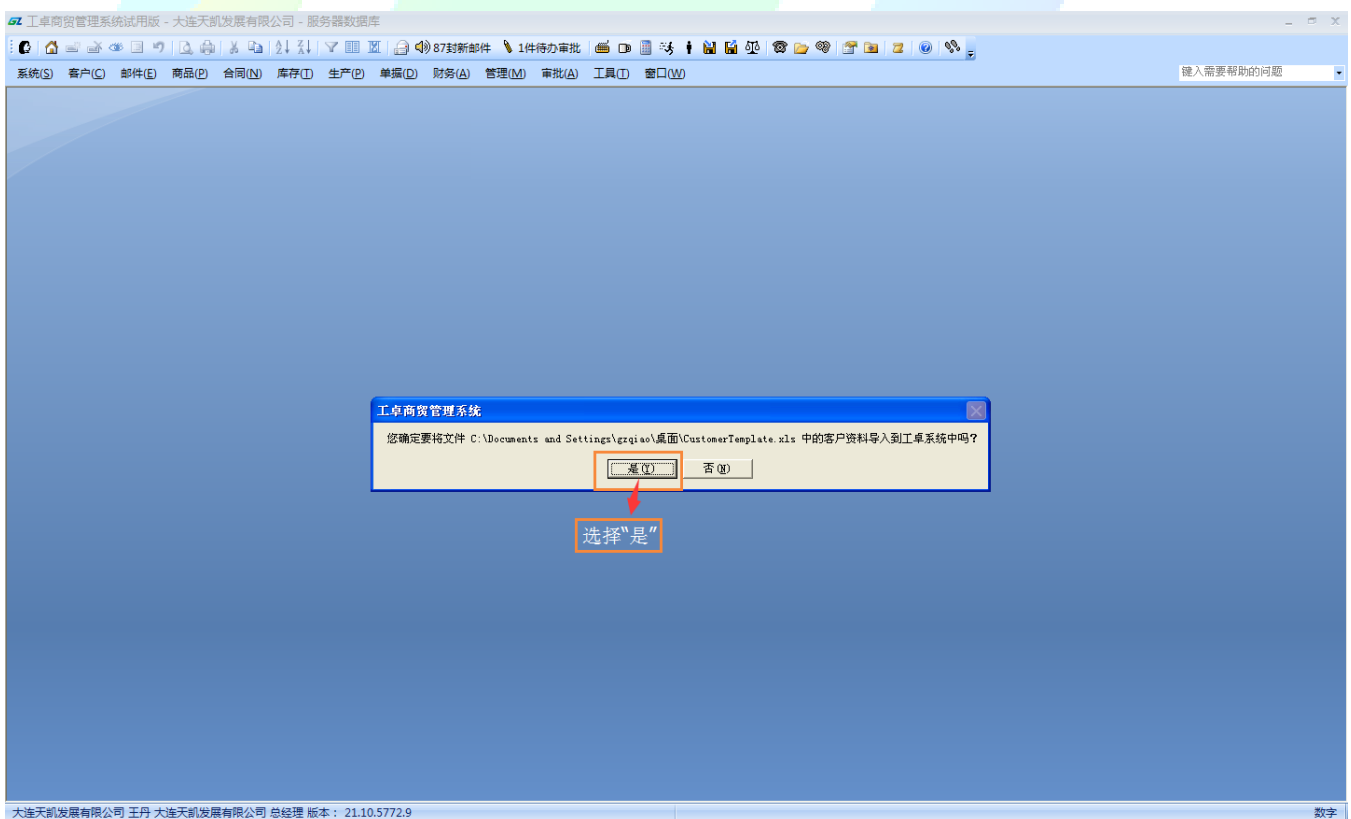 GZ 工卓商贸管理系统试用版 - 大连天凯发展有限公司 - 服务器数据库
87封新邮件 1件待办审批
系统(S) 客户(C) 邮件(E) 商品(P) 合同(N) 库存(T) 生产(P) 单据(D) 财务(A) 管理(M) 审批(A) 工具(T) 窗口(W) 键入需要帮助的问题
工卓商贸管理系统
您确定要将文件 C:\Documents and Settings\gzqiao\桌面\CustomerTemplate.xls 中的客户资料导入到工卓系统中吗?
是(Y) 否(N)
选择“是”
大连天凯发展有限公司 王丹 大连天凯发展有限公司 总经理 版本： 21.10.5772.9 数字